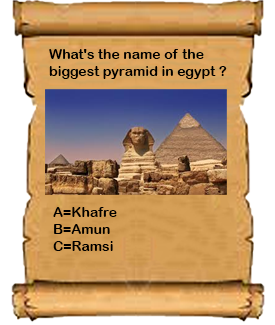 What's the name of the
biggest pyramid in egypt ?
A=Khafre
B=Amun
C=Ramsi